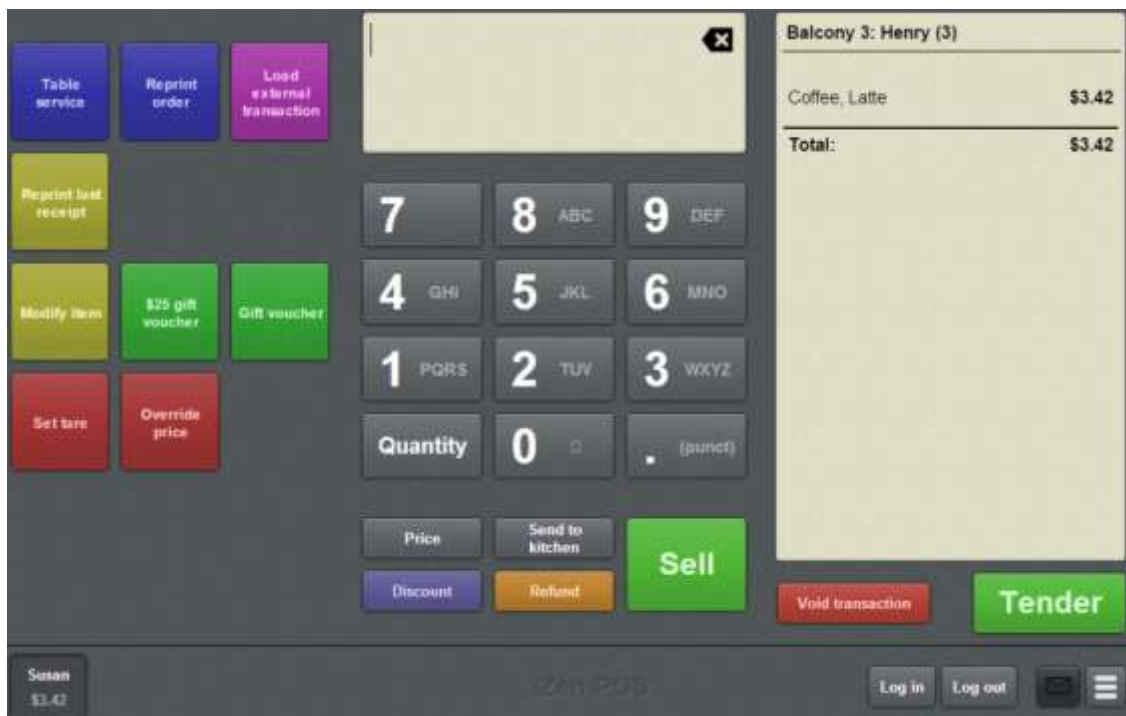 Table
service
Reprint
order
Load
external
transaction
Reprint last
receipt
Modify item
$25 gift
voucher
Gift voucher
Set tare
Override
price
7
8 ABC
9 DEF
4 GHI
5 JKL
6 MNO
1 PQRS
2 TUV
3 WXYZ
Quantity
0
. (punct)
Price
Send to
kitchen
Sell
Discount
Refund
Balcony 3: Henry (3)
Coffee, Latte $3.42
Total: $3.42
Void transaction
Tender
Susan
$3.42
iZen POS
Log in
Log out